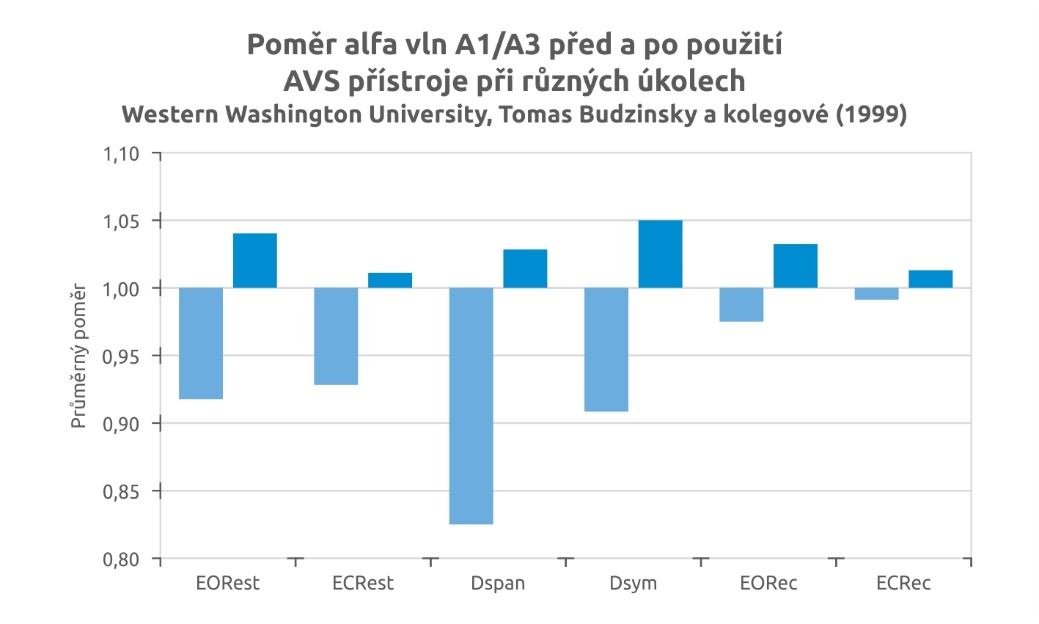 Poměr alfa vln A1/A3 před a po použití
AVS přístroje při různých úkolech
Western Washington University, Tomas Budzinsky a kolegové (1999)
Průměrný poměr
1,10
1,05
1,00
0,95
0,90
0,85
0,80
EORest ECRest Dspan Dsym EORec ECRec